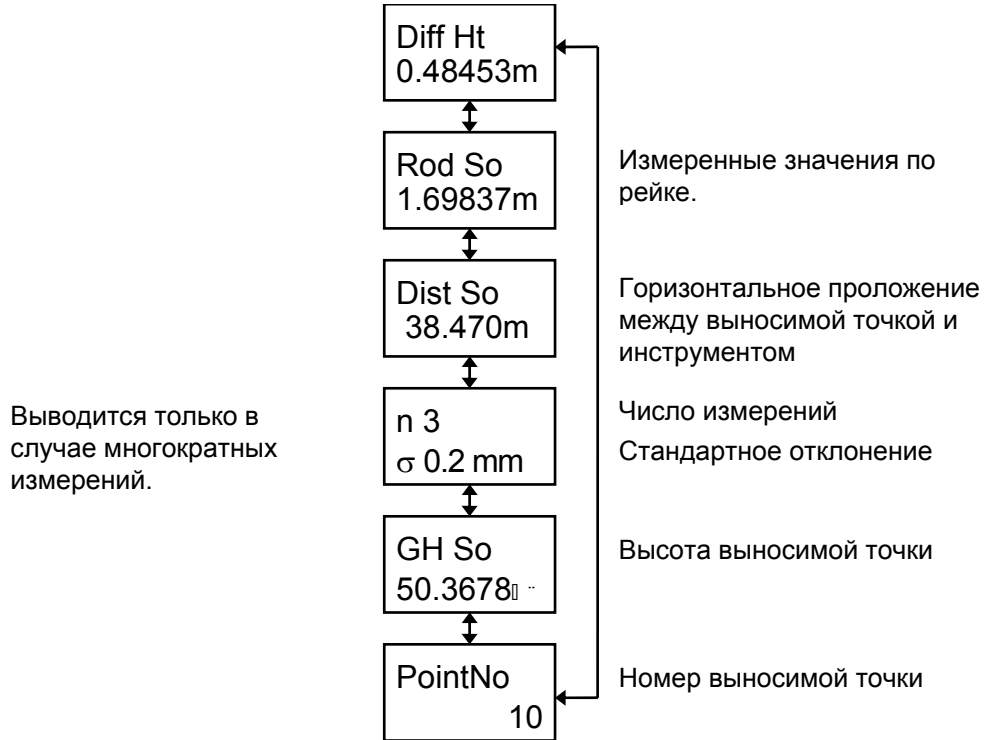 Diff Ht
0.48453m
Rod So
1.69837m
Измеренные значения по
рейке.
Dist So
38.470m
Горизонтальное проложение
между выносимой точкой и
инструментом
Выводится только в
случае многократных
измерений.
n 3
σ 0.2 mm
Число измерений
Стандартное отклонение
GH So
50.3678
Высота выносимой точки
PointNo
10
Номер выносимой точки